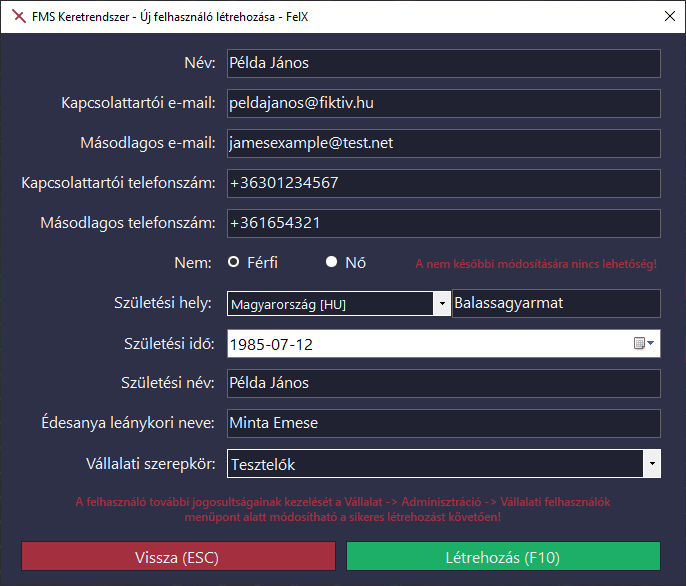 FMS Keretrendszer - Új felhasználó létrehozása - FelX
Név: Példa János
Kapcsolattartói e-mail: peldajanos@fiktiv.hu
Másodlagos e-mail: jamesexample@test.net
Kapcsolattartói telefonszám: +36301234567
Másodlagos telefonszám: +361654321
Nem: Férfi Nő A nem későbbi módosítására nincs lehetőség!
Születési hely: Magyarország [HU] Balassagyarmat
Születési idő: 1985-07-12
Születési név: Példa János
Édesanya leánykori neve: Minta Emese
Vállalati szerepkör: Tesztelők
A felhasználó további jogosultságainak kezelését a Vállalat -> Adminisztráció -> Vállalati felhasználók
menüpont alatt módosítható a sikeres létrehozást követően!
Vissza (ESC) Létrehozás (F10)